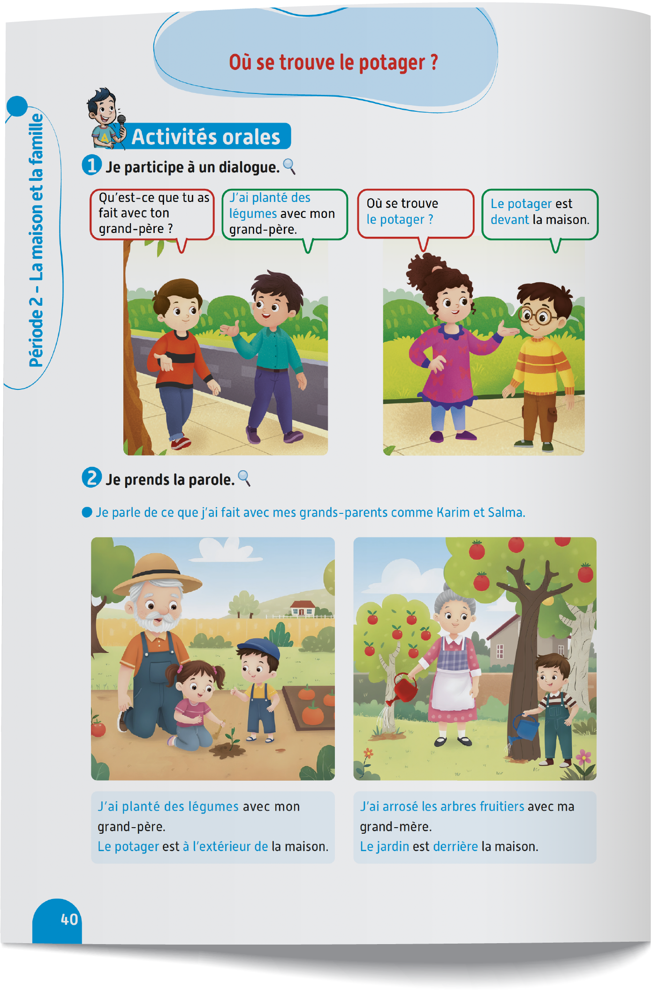 Où se trouve le potager ?
Période 2 - La maison et la famille
A
Activités orales
1 Je participe à un dialogue.
Qu'est-ce que tu as
fait avec ton
grand-père ?
J'ai planté des
légumes avec mon
grand-père.
Où se trouve
le potager ?
Le potager est
devant la maison.
2 Je prends la parole.
Je parle de ce que j'ai fait avec mes grands-parents comme Karim et Salma.
J'ai planté des légumes avec mon
grand-père.
Le potager est à l'extérieur de la maison.
J'ai arrosé les arbres fruitiers avec ma
grand-mère.
Le jardin est derrière la maison.
40